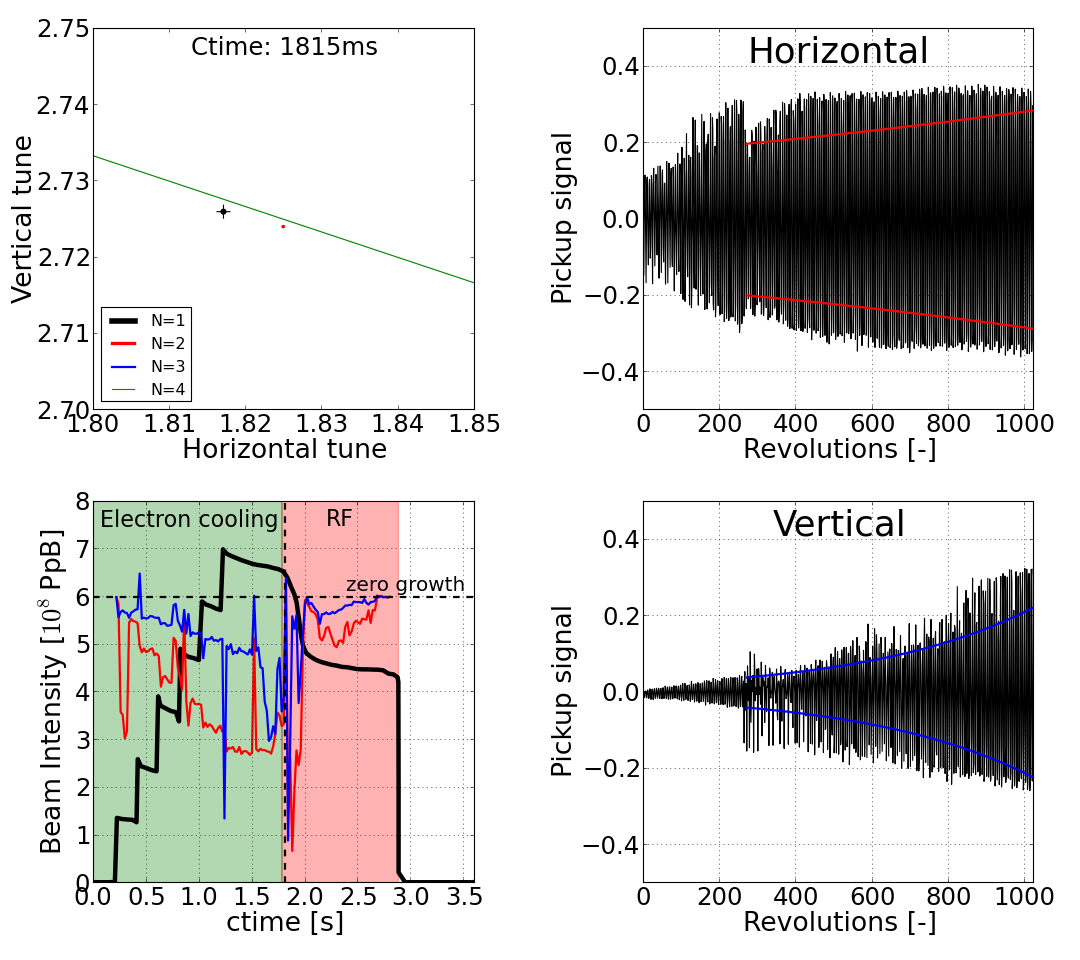 Ctime: 1815ms
2.75
2.74
2.73
2.72
2.71
2.70
Vertical tune
N=1
N=2
N=3
N=4
1.80 1.81 1.82 1.83 1.84 1.85
Horizontal tune
Horizontal
0.4
0.2
0.0
−0.2
−0.4
Pickup signal
0 200 400 600 800 1000
Revolutions [-]
8
7
6
5
4
3
2
1
0
Beam Intensity [10⁸ PpB]
Electron cooling
RF
zero growth
0.0 0.5 1.0 1.5 2.0 2.5 3.0 3.5
ctime [s]
Vertical
0.4
0.2
0.0
−0.2
−0.4
Pickup signal
0 200 400 600 800 1000
Revolutions [-]